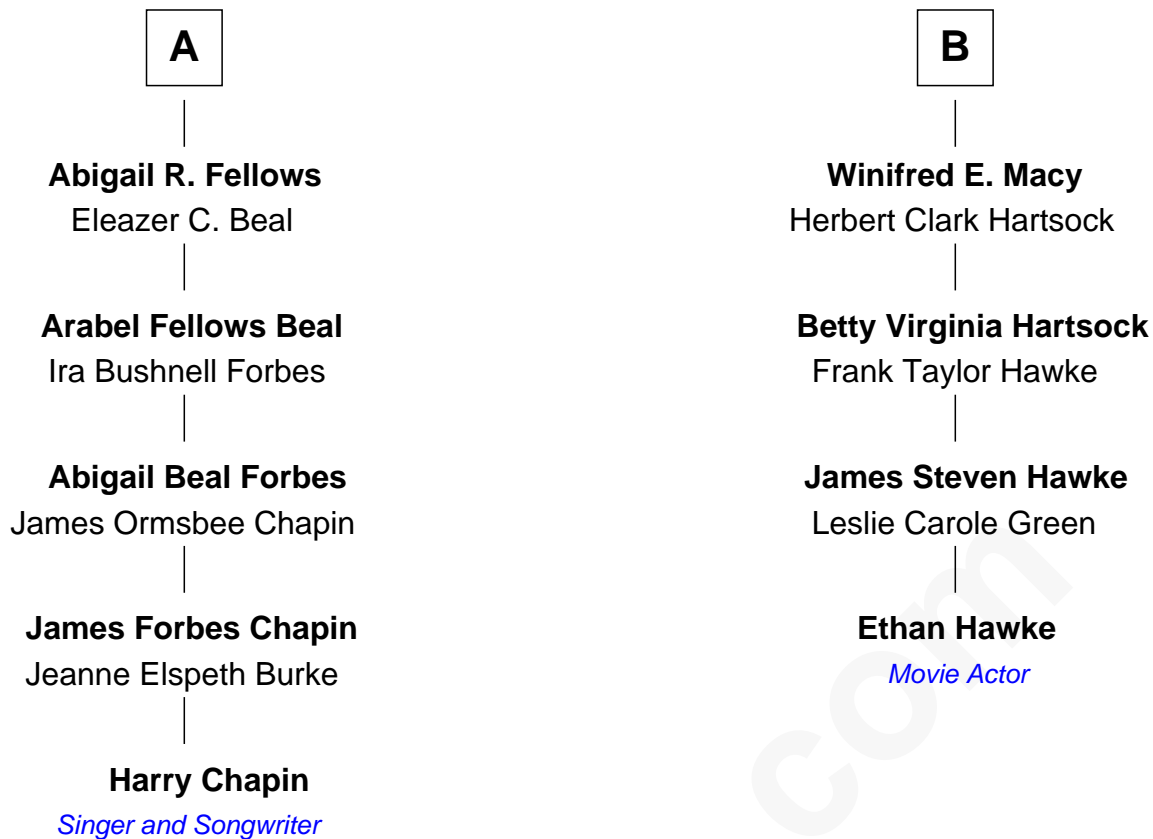 A
Abigail R. Fellows
Eleazer C. Beal
Arabel Fellows Beal
Ira Bushnell Forbes
Abigail Beal Forbes
James Ormsbee Chapin
James Forbes Chapin
Jeanne Elspeth Burke
Harry Chapin
Singer and Songwriter
B
Winifred E. Macy
Herbert Clark Hartsock
Betty Virginia Hartsock
Frank Taylor Hawke
James Steven Hawke
Leslie Carole Green
Ethan Hawke
Movie Actor
com